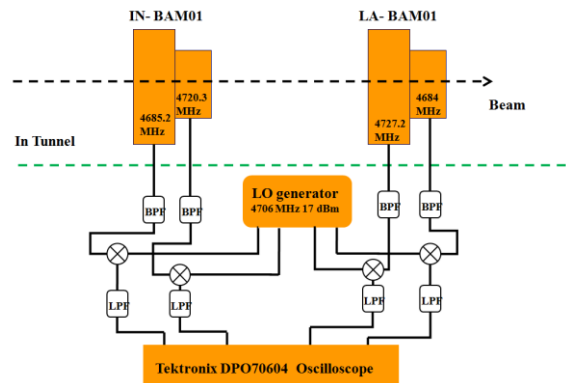 IN- BAM01
LA- BAM01
4685.2
MHz
4720.3
MHz
4727.2
MHz
4684
MHz
Beam
In Tunnel
BPF
BPF
LO generator
4706 MHz 17 dBm
BPF
BPF
LPF
LPF
LPF
LPF
Tektronix DPO70604 Oscilloscope